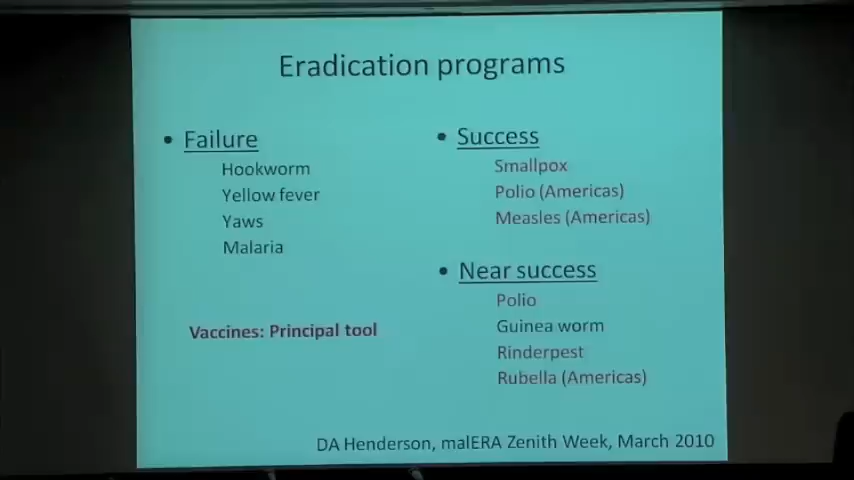 Eradication programs
• Failure
Hookworm
Yellow fever
Yaws
Malaria
Vaccines: Principal tool
• Success
Smallpox
Polio (Americas)
Measles (Americas)
• Near success
Polio
Guinea worm
Rinderpest
Rubella (Americas)
DA Henderson, malERA Zenith Week, March 2010